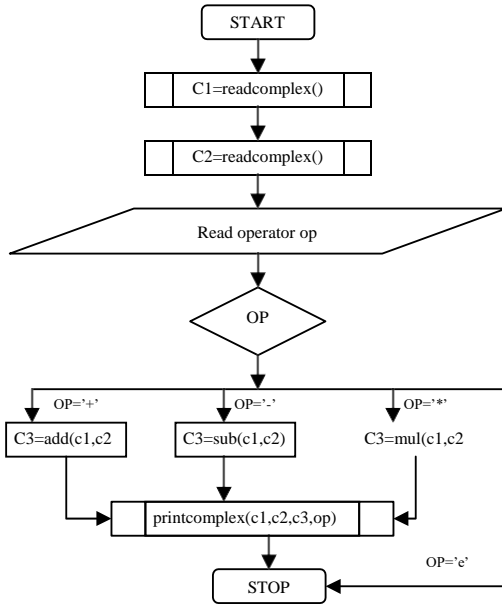 START
C1=readcomplex()
C2=readcomplex()
Read operator op
OP
OP='+'
OP='-'
OP='*'
C3=add(c1,c2
C3=sub(c1,c2)
C3=mul(c1,c2
printcomplex(c1,c2,c3,op)
OP='e'
STOP